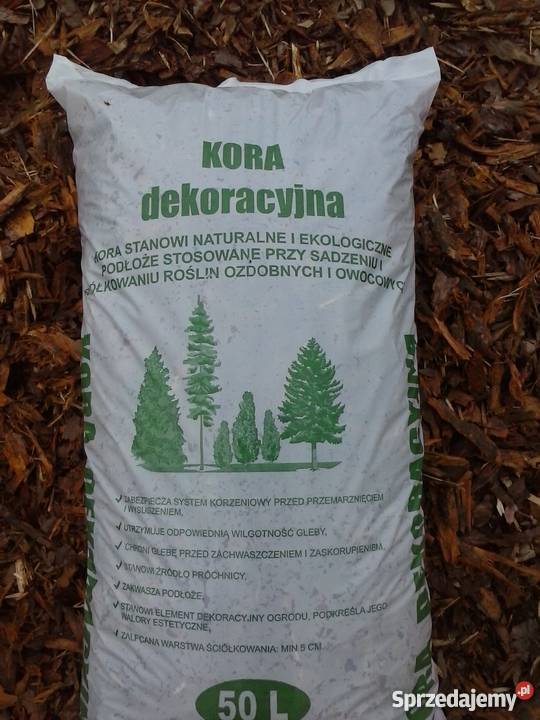 KORA
dekoracyjna
KORA STANOWI NATURALNE I EKOLOGICZNE
PODŁOŻE STOSOWANE PRZY SADZENIU I
ŚCIÓŁKOWANIU ROŚLIN OZDOBNYCH I OWOCOWYC
✓ ZABEZPIECZA SYSTEM KORZENIOWY PRZED PRZEMARZNIĘCIEM
/ WYSUSZENIEM,
✓ UTRZYMUJE ODPOWIEDNIĄ WILGOTNOŚĆ GLEBY,
✓ CHRONI GLEBĘ PRZED ZACHWASZCZENIEM I ZASKORUPIENIEM,
✓ STANOWI ŹRÓDŁO PRÓCHNICY,
✓ ZAKWASZA PODŁOŻE,
✓ STANOWI ELEMENT DEKORACYJNY OGRODU, PODKREŚLA JEGO
WALORY ESTETYCZNE,
✓ ZALECANA WARSTWA ŚCIÓŁKOWANIA: MIN 5 CM
50 L
KORA
Sprzedajemy.pl